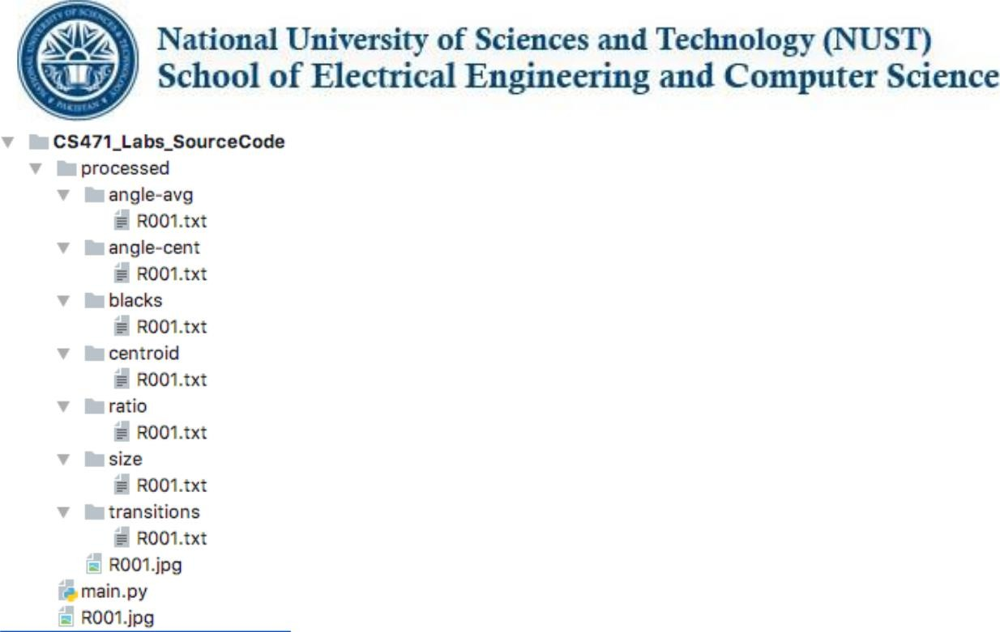 National University of Sciences and Technology (NUST)
School of Electrical Engineering and Computer Science
CS471_Labs_SourceCode
processed
angle-avg
R001.txt
angle-cent
R001.txt
blacks
R001.txt
centroid
R001.txt
ratio
R001.txt
size
R001.txt
transitions
R001.txt
R001.jpg
main.py
R001.jpg